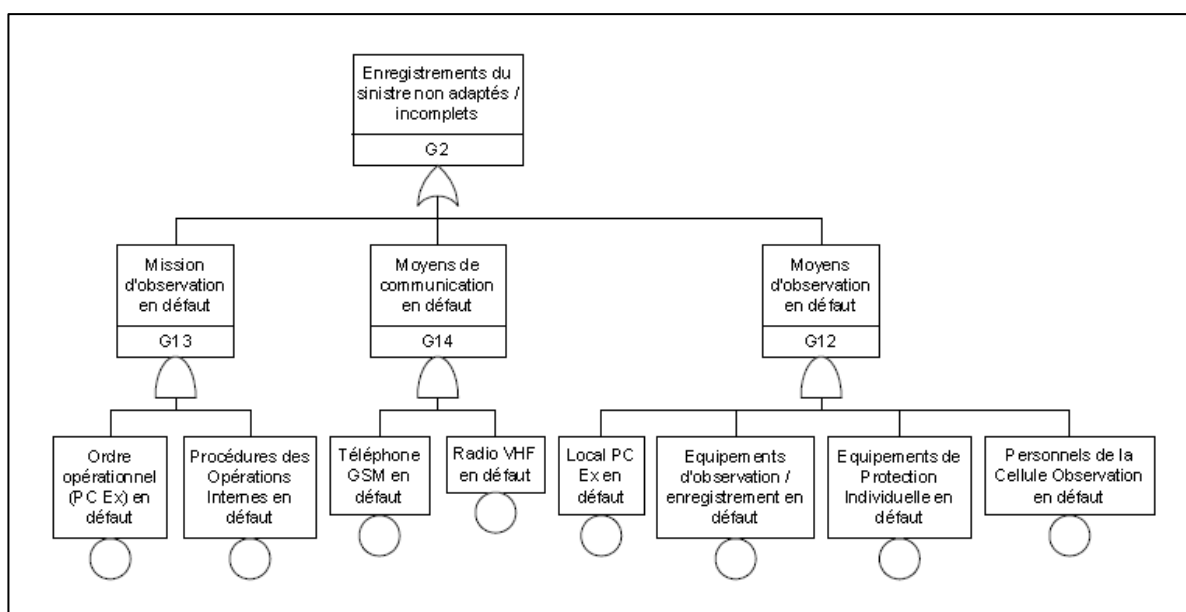 Enregistrements du
sinistre non adaptés /
incomplets
G2
Mission
d'observation
en défaut
G13
Moyens de
communication
en défaut
G14
Moyens
d'observation
en défaut
G12
Ordre
opérationnel
(PC Ex) en
défaut
Procédures des
Opérations
Internes en
défaut
Téléphone
GSM en
défaut
Radio VHF
en défaut
Local PC
Ex en
défaut
Equipements
d'observation /
enregistrement en
défaut
Equipements de
Protection
Individuelle en
défaut
Personnels de la
Cellule Observation
en défaut